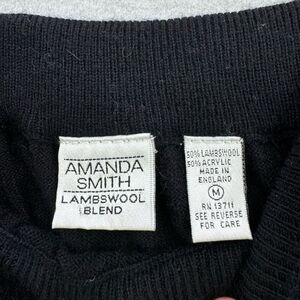 AMANDA
SMITH
LAMBSWOOL
BLEND
50% LAMBSWOOL
50% ACRYLIC
MADE IN
ENGLAND
M
RN 13711
SEE REVERSE
FOR CARE